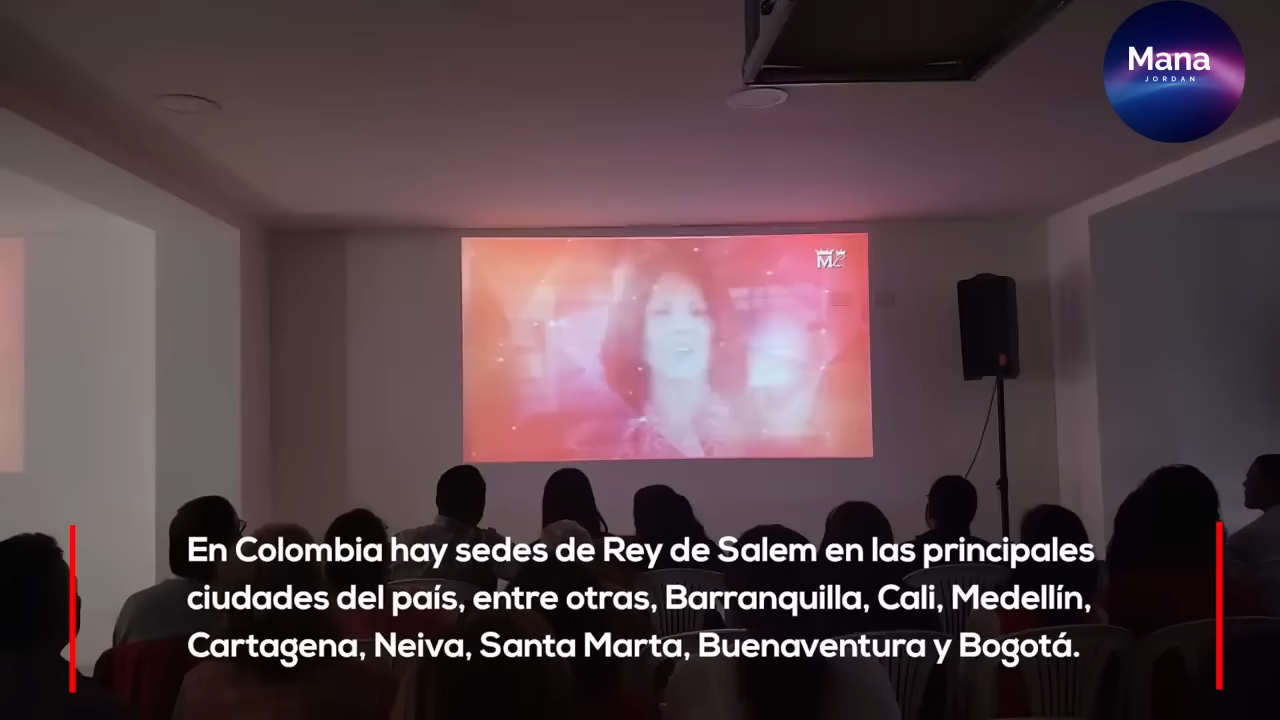 Mana
JORDAN
En Colombia hay sedes de Rey de Salem en las principales
ciudades del país, entre otras, Barranquilla, Cali, Medellín,
Cartagena, Neiva, Santa Marta, Buenaventura y Bogotá.